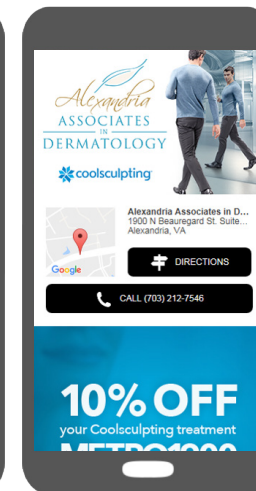 Alexandria
ASSOCIATES
IN
DERMATOLOGY
coolsculpting
Alexandria Associates in D...
1900 N Beauregard St. Suite...
Alexandria, VA
Google
DIRECTIONS
CALL (703) 212-7546
10% OFF
your Coolsculpting treatment
METRO1900